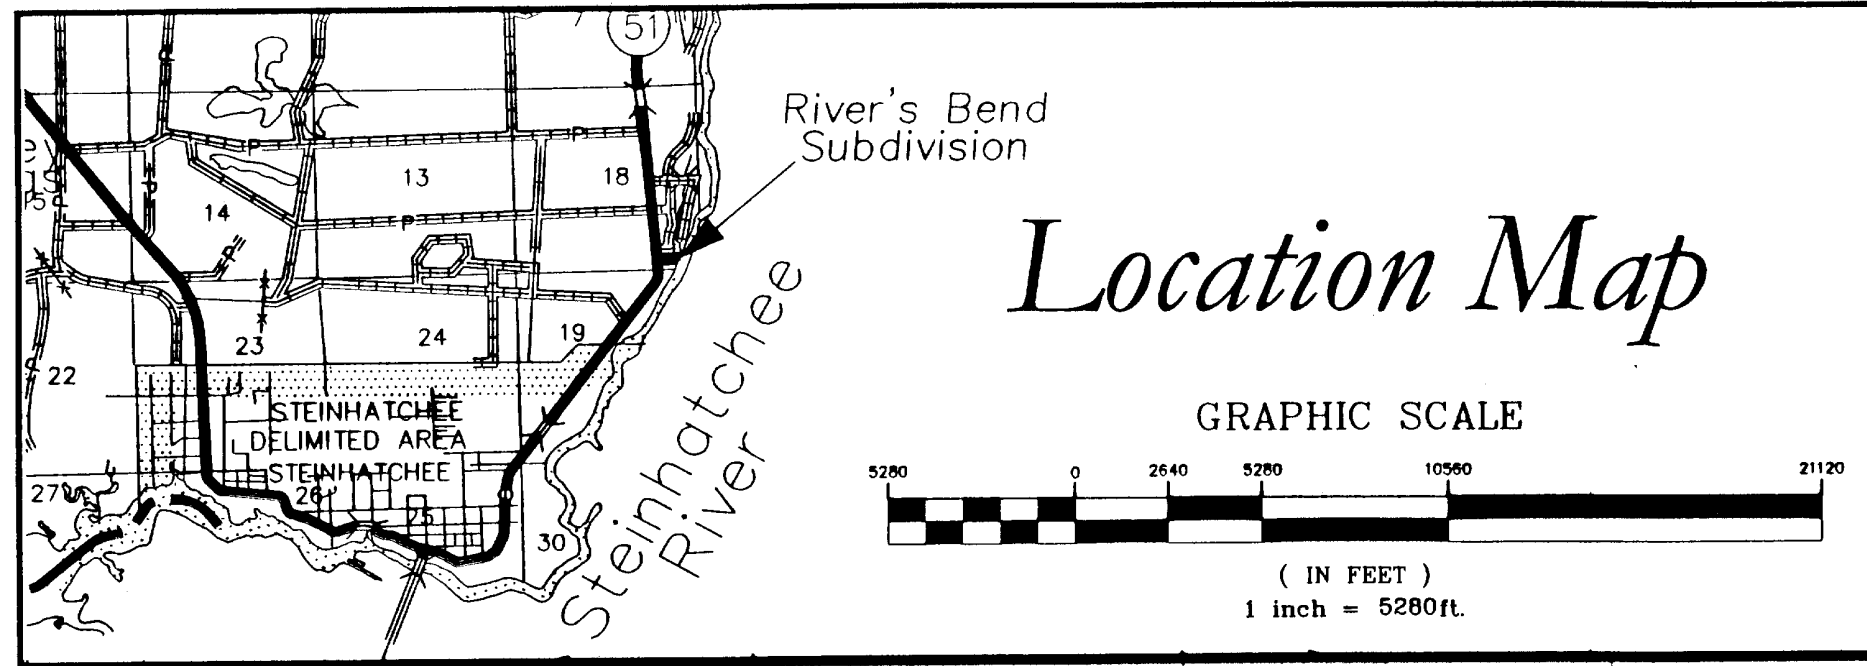 51
River's Bend
Subdivision
13
18
14
Location Map
23
24
19
22
STEINHATCHEE
DELIMITED AREA
STEINHATCHEE
27
26
25
30
Steinhatchee
River
P
P
P
P
P
GRAPHIC SCALE
5280 0 2640 5280 10560 21120
( IN FEET )
1 inch = 5280ft.